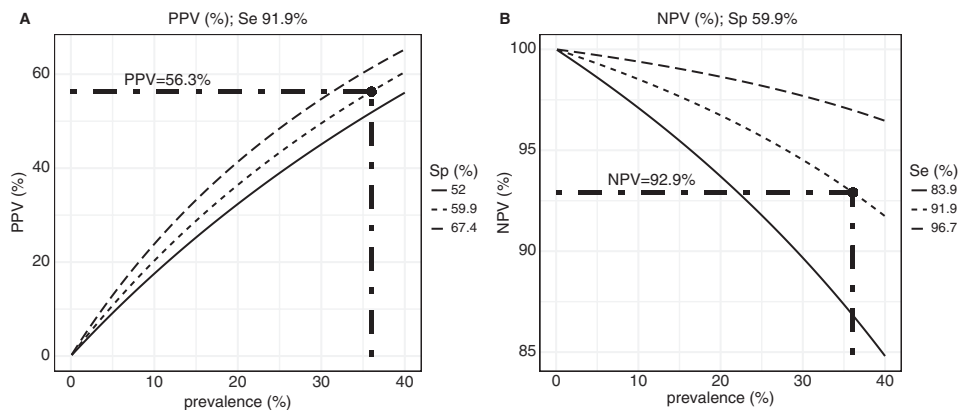 A
PPV (%); Se 91.9%
PPV (%)
60
40
20
0
PPV=56.3%
0 10 20 30 40
prevalence (%)
Sp (%)
52
59.9
67.4
B
NPV (%); Sp 59.9%
NPV (%)
100
95
90
85
NPV=92.9%
0 10 20 30 40
prevalence (%)
Se (%)
83.9
91.9
96.7